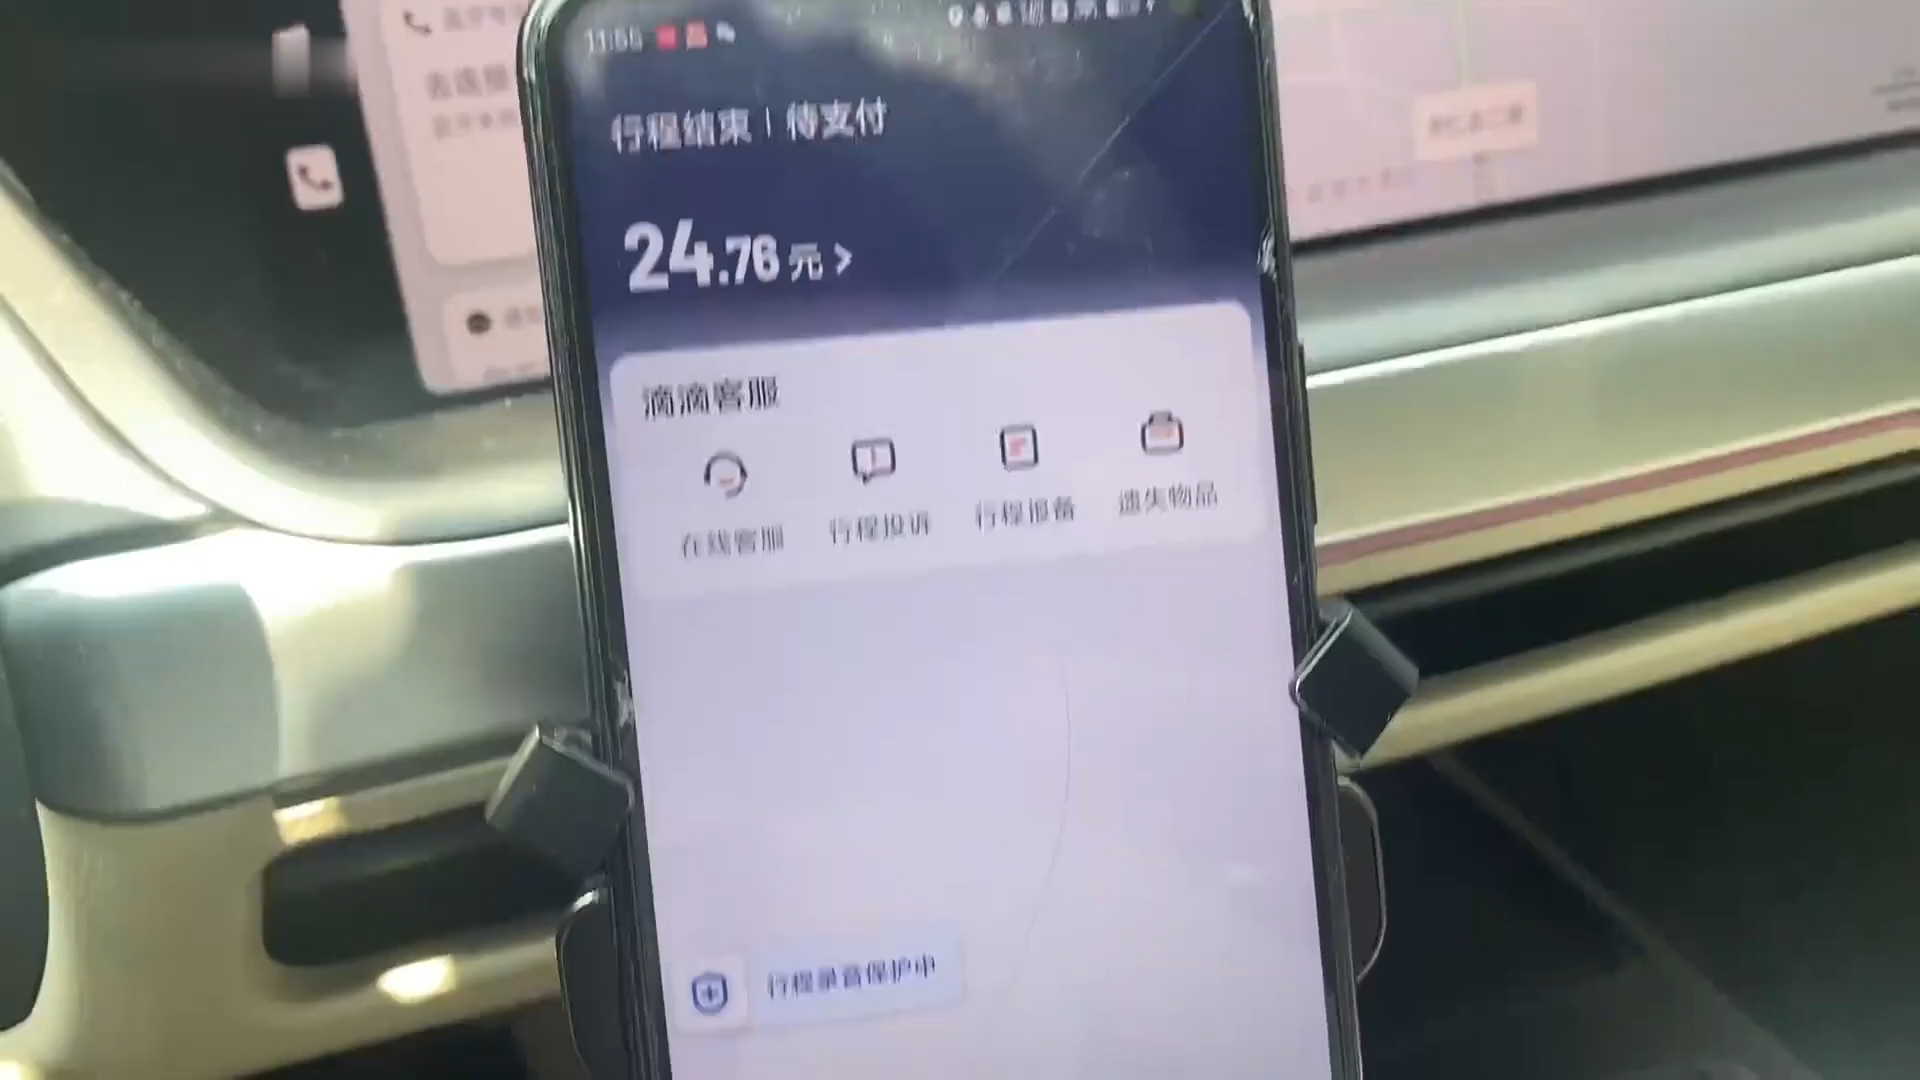 11:55
行程结束 | 待支付
24.76元 >
滴滴客服
在线客服
行程投诉
行程报备
遗失物品
行程录音保护中